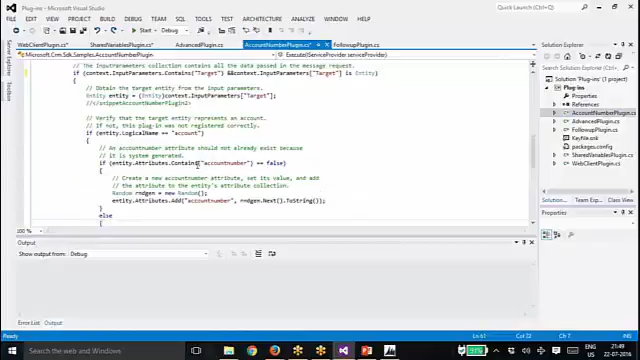 Plug-ins - Microsoft Visual Studio
Quick Launch (Ctrl+Q)
FILE EDIT VIEW PROJECT BUILD DEBUG TEAM SQL TOOLS TEST ARCHITECTURE ANALYZE WINDOW HELP
Start Debug
WebClientPlugin.cs* SharedVariablesPlugin.cs AdvancedPlugin.cs AccountNumberPlugin.cs* FollowupPlugin.cs
Solution Explorer
Microsoft.Crm.Sdk.Samples.AccountNumberPlugin Execute(IServiceProvider serviceProvider)
// The InputParameters collection contains all the data passed in the message request.
if (context.InputParameters.Contains("Target") &&context.InputParameters["Target"] is Entity)
{
// Obtain the target entity from the input parameters.
Entity entity = (Entity)context.InputParameters["Target"];
//</snippetAccountNumberPlugin2>
// Verify that the target entity represents an account.
// If not, this plug-in was not registered correctly.
if (entity.LogicalName == "account")
{
// An accountnumber attribute should not already exist because
// it is system generated.
if (entity.Attributes.Contains("accountnumber") == false)
{
// Create a new accountnumber attribute, set its value, and add
// the attribute to the entity's attribute collection.
Random rndgen = new Random();
entity.Attributes.Add("accountnumber", rndgen.Next().ToString());
}
else
{
100 %
Search Solution Explorer
Solution 'Plug-ins'
Plug-ins
Properties
References
AccountNumberPlugin.cs
AdvancedPlugin.cs
FollowupPlugin.cs
Keyfile.snk
packages.config
SharedVariablesPlugin.cs
WebClientPlugin.cs
Solution... Team Exp... Class View
Properties
Output
Show output from: Debug
Error List Output
Ln 61 Col 22 Ch 7 INS
Server Explorer
Toolbox
Search the web and Windows
91%
ENG
US
21:49
22-07-2016